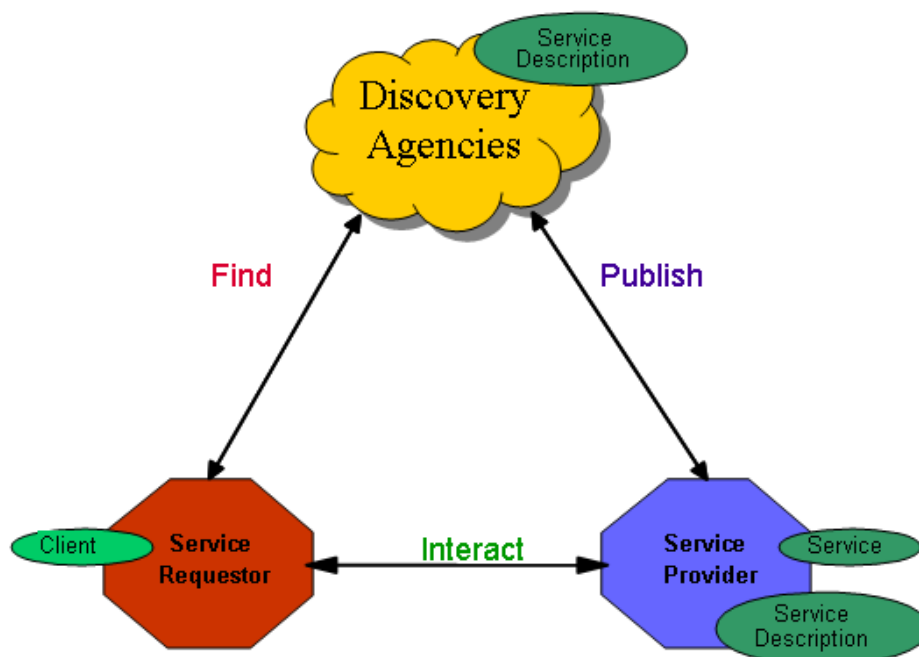 Service
Description
Discovery
Agencies
Find
Publish
Client
Service
Requestor
Interact
Service
Provider
Service
Service
Description